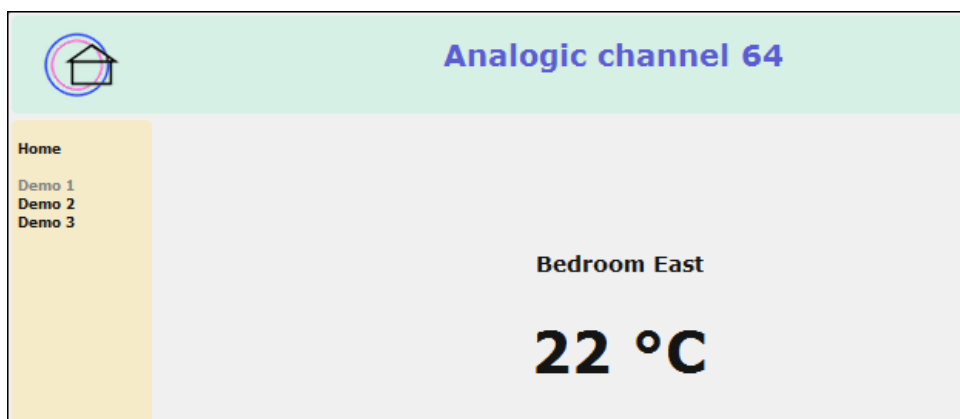 Analogic channel 64
Home
Demo 1
Demo 2
Demo 3
Bedroom East
22 °C